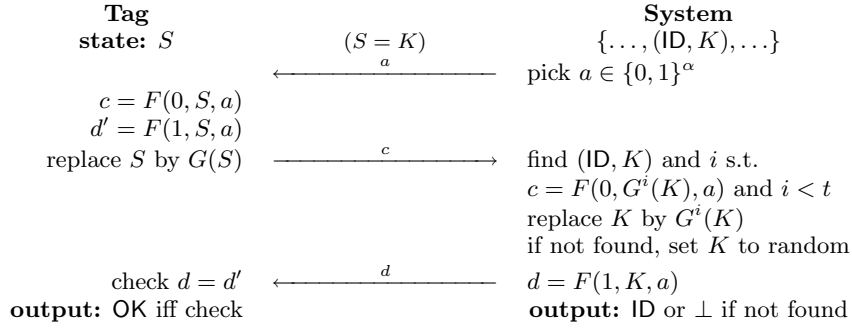 Tag System
state: S (S = K) {…, (ID, K), …}
a pick a ∈ {0, 1}^α
c = F(0, S, a)
d′ = F(1, S, a)
replace S by G(S) c find (ID, K) and i s.t.
c = F(0, G^i(K), a) and i < t
replace K by G^i(K)
if not found, set K to random
check d = d′ d d = F(1, K, a)
output: OK iff check output: ID or ⊥ if not found